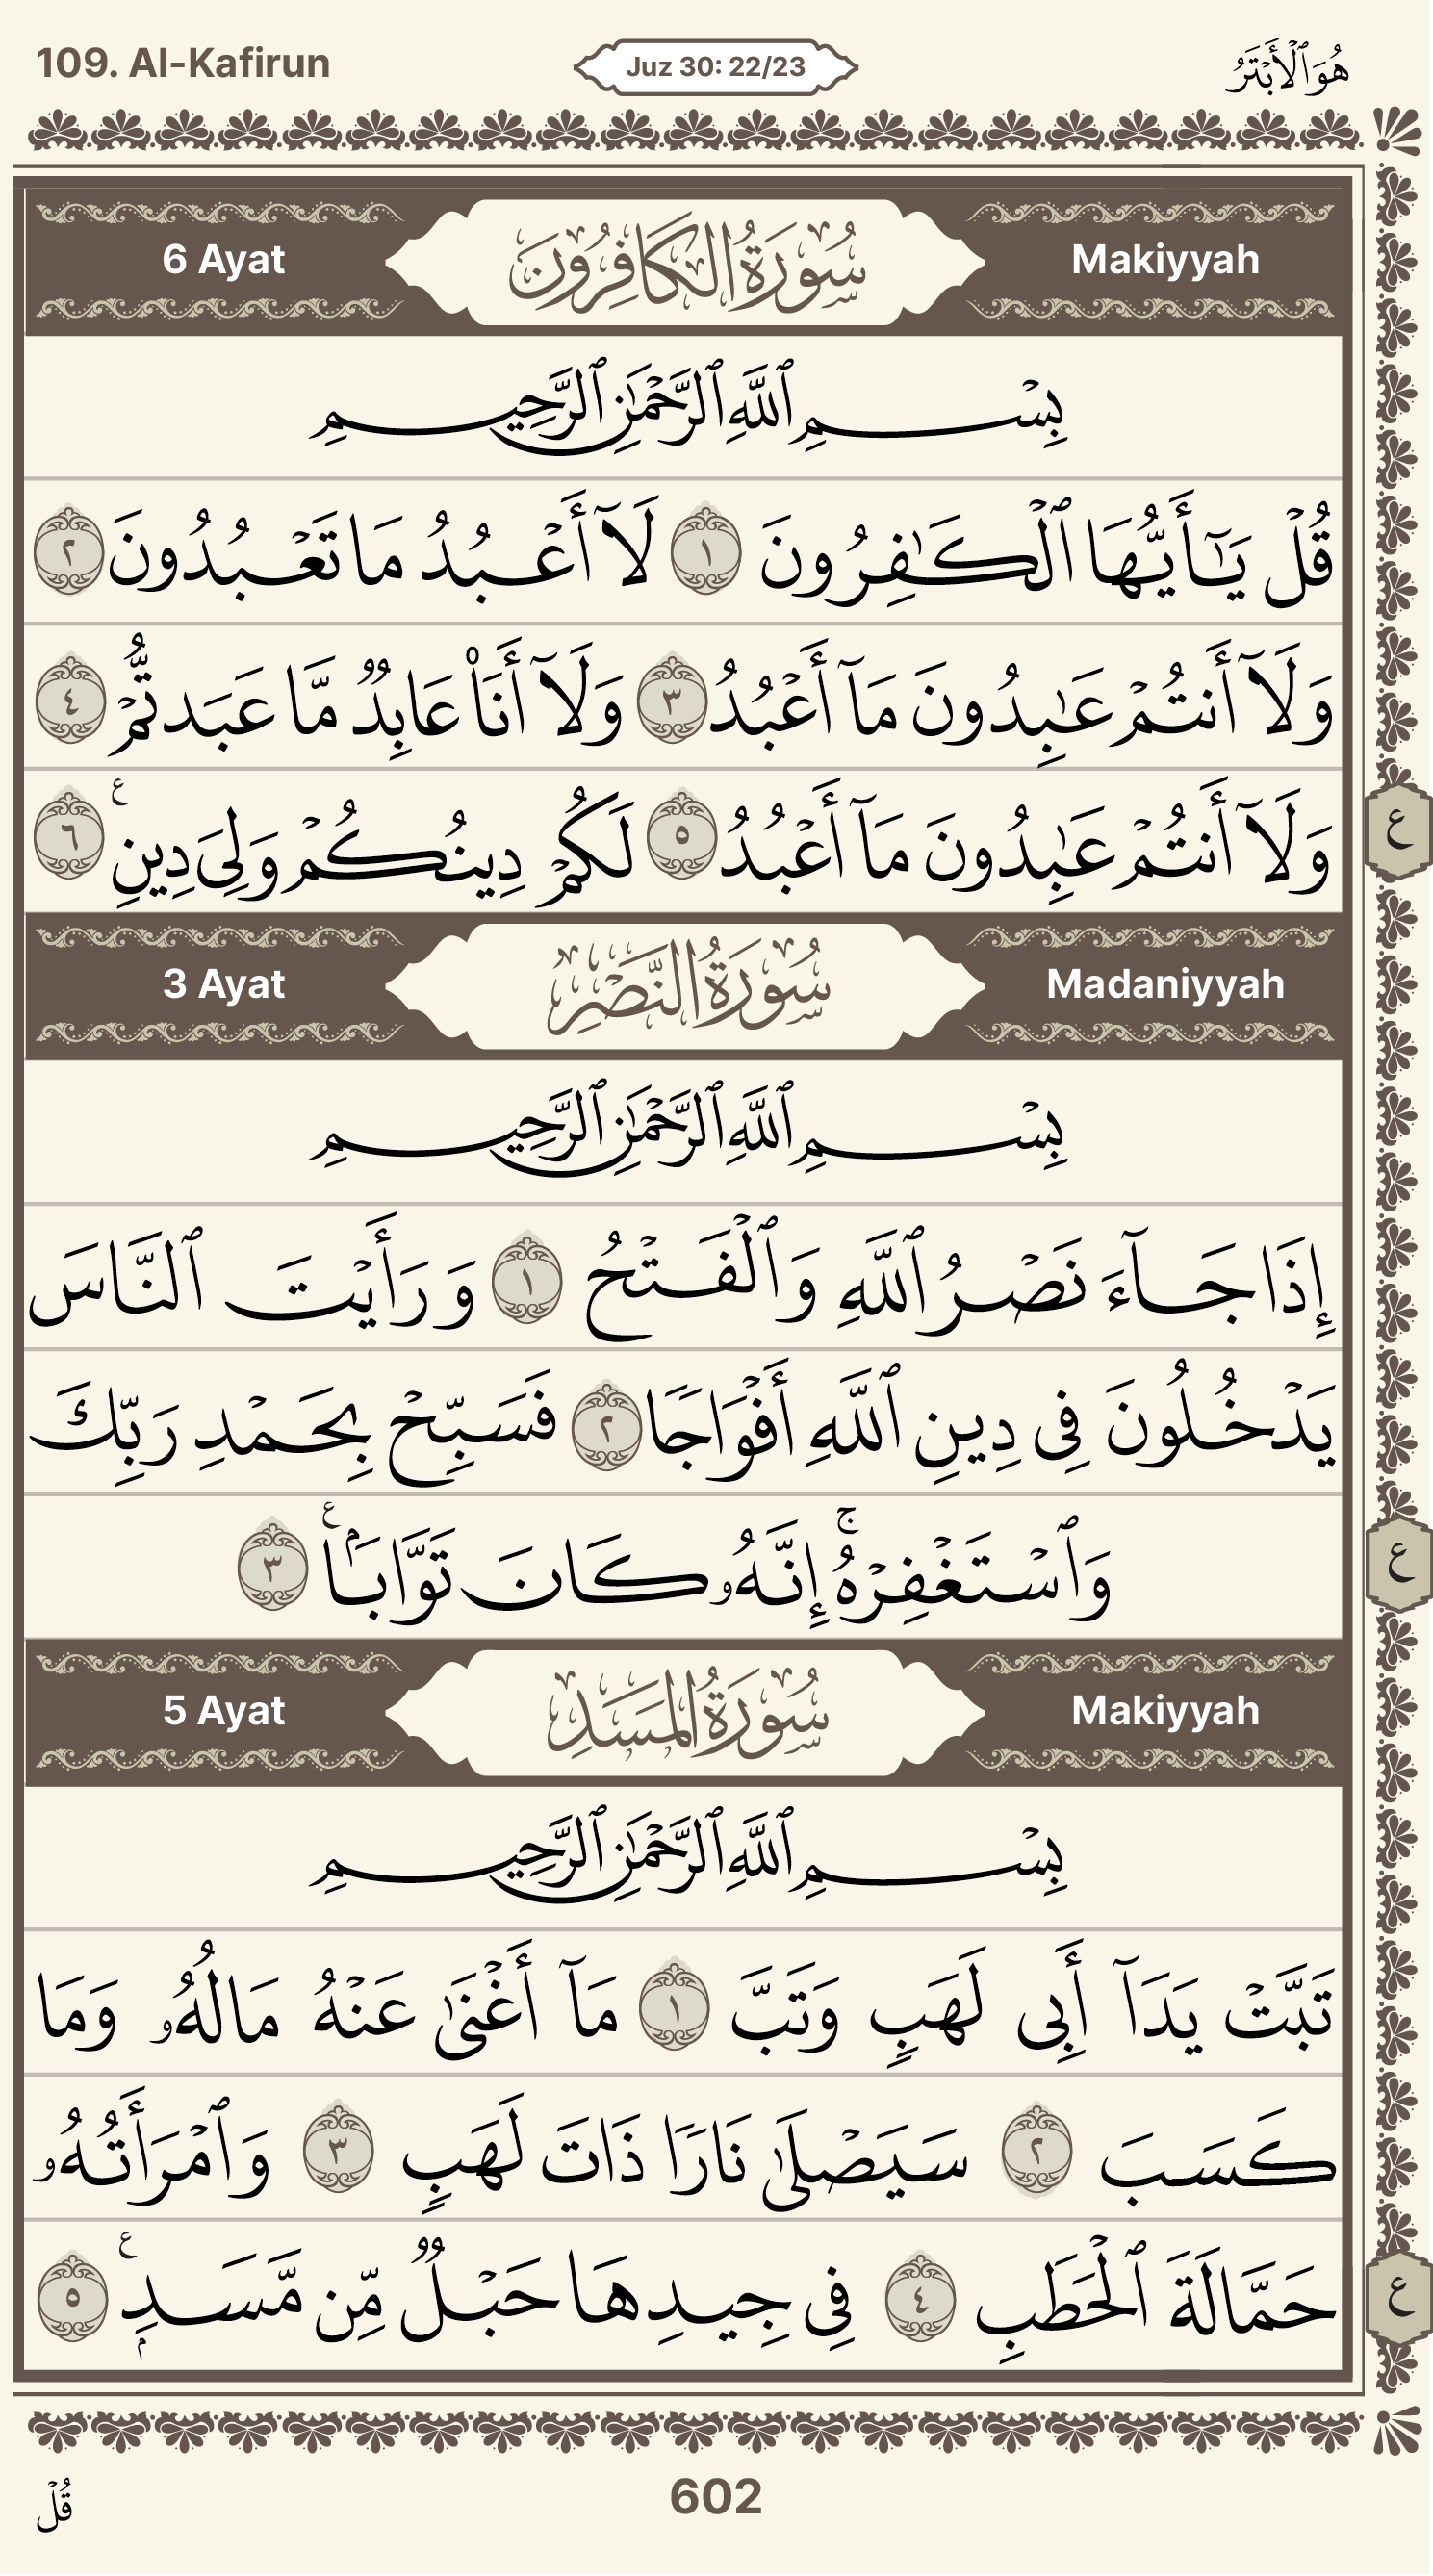 109. Al-Kafirun
Juz 30: 22/23
هُوَ ٱلْأَبْتَرُ
6 Ayat
سُورَةُ الكَافِرُونَ
Makiyyah
بِسْمِ ٱللَّهِ ٱلرَّحْمَٰنِ ٱلرَّحِيمِ
قُلْ يَٰٓأَيُّهَا ٱلْكَٰفِرُونَ ١ لَآ أَعْبُدُ مَا تَعْبُدُونَ ٢
وَلَآ أَنتُمْ عَٰبِدُونَ مَآ أَعْبُدُ ٣ وَلَآ أَنَا۠ عَابِدٌ مَّا عَبَدتُّمْ ٤
وَلَآ أَنتُمْ عَٰبِدُونَ مَآ أَعْبُدُ ٥ لَكُمْ دِينُكُمْ وَلِىَ دِينِ ع ٦
ع
3 Ayat
سُورَةُ النَّصْرِ
Madaniyyah
بِسْمِ ٱللَّهِ ٱلرَّحْمَٰنِ ٱلرَّحِيمِ
إِذَا جَآءَ نَصْرُ ٱللَّهِ وَٱلْفَتْحُ ١ وَرَأَيْتَ ٱلنَّاسَ
يَدْخُلُونَ فِى دِينِ ٱللَّهِ أَفْوَاجًا ٢ فَسَبِّحْ بِحَمْدِ رَبِّكَ
وَٱسْتَغْفِرْهُ ۚ إِنَّهُۥ كَانَ تَوَّابَۢا ع ٣
ع
5 Ayat
سُورَةُ المَسَدِ
Makiyyah
بِسْمِ ٱللَّهِ ٱلرَّحْمَٰنِ ٱلرَّحِيمِ
تَبَّتْ يَدَآ أَبِى لَهَبٍ وَتَبَّ ١ مَآ أَغْنَىٰ عَنْهُ مَالُهُۥ وَمَا
كَسَبَ ٢ سَيَصْلَىٰ نَارًا ذَاتَ لَهَبٍ ٣ وَٱمْرَأَتُهُۥ
حَمَّالَةَ ٱلْحَطَبِ ٤ فِى جِيدِهَا حَبْلٌ مِّن مَّسَدِۭ ع ٥
ع
602
قُلْ